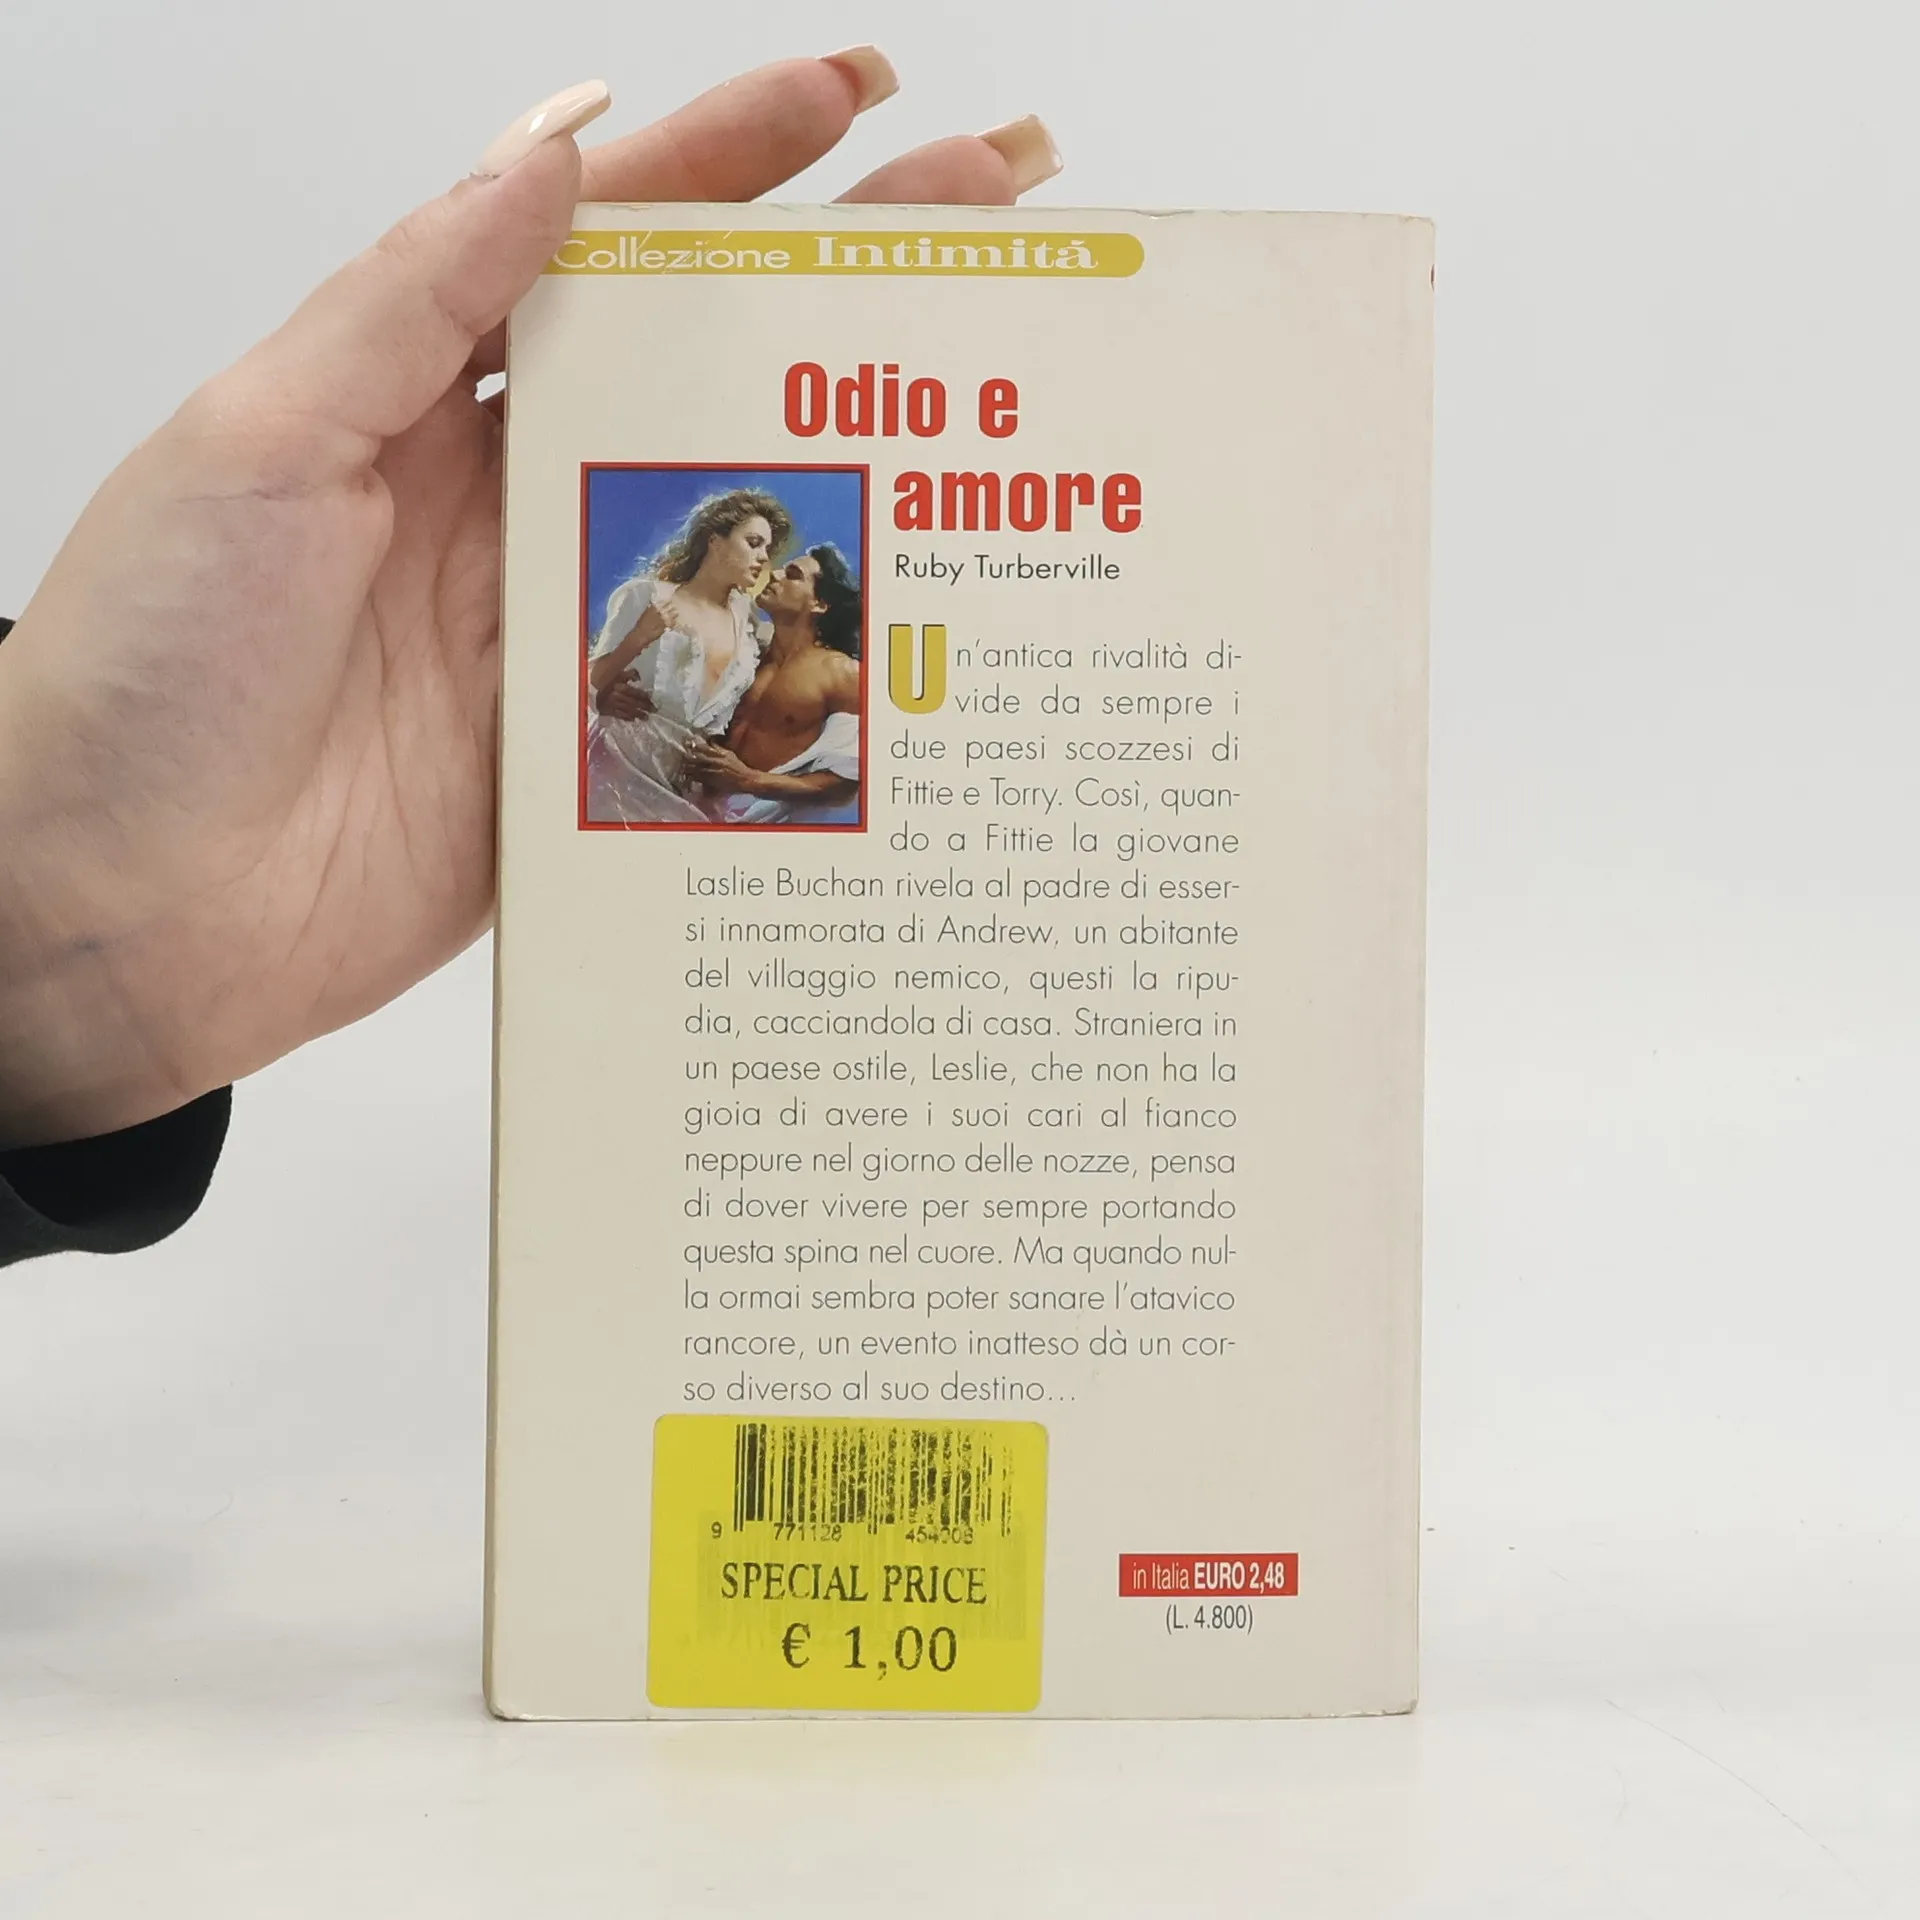 Collezione Intimitá
Odio e
amore
Ruby Turberville
Un'antica rivalità di-
vide da sempre i
due paesi scozzesi di
Fittie e Torry. Così, quan-
do a Fittie la giovane
Laslie Buchan rivela al padre di esser-
si innamorata di Andrew, un abitante
del villaggio nemico, questi la ripu-
dia, cacciandola di casa. Straniera in
un paese ostile, Leslie, che non ha la
gioia di avere i suoi cari al fianco
neppure nel giorno delle nozze, pensa
di dover vivere per sempre portando
questa spina nel cuore. Ma quando nul-
la ormai sembra poter sanare l'atavico
rancore, un evento inatteso dà un cor-
so diverso al suo destino...
9 771128 454008
SPECIAL PRICE
€ 1,00
in Italia EURO 2,48
(L. 4.800)